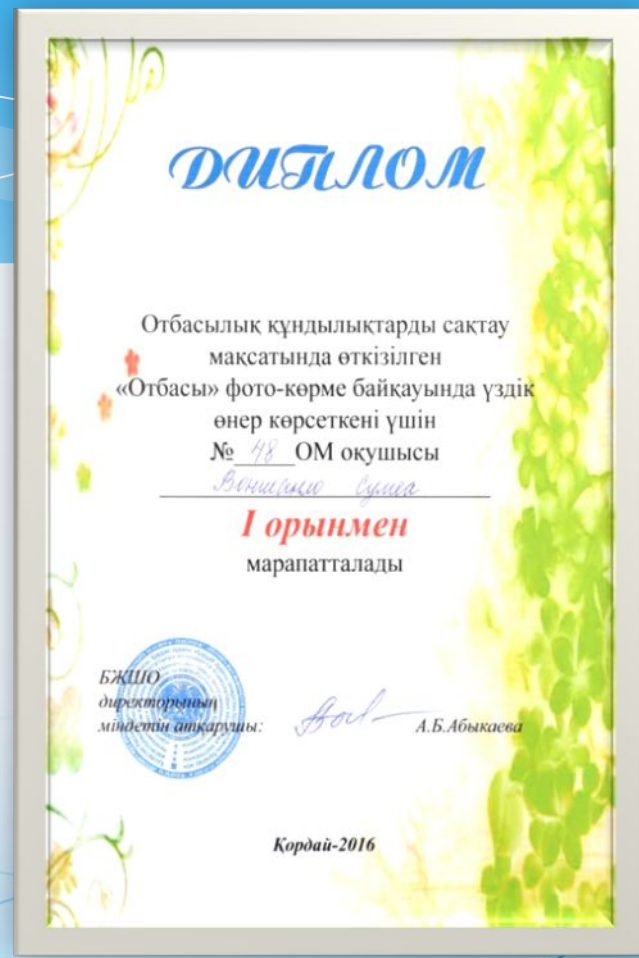 ДИПЛОМ
Отбасылық құндылықтарды сақтау
мақсатында өткізілген
«Отбасы» фото-көрме байқауында үздік
өнер көрсеткені үшін
№ 48 ОМ оқушысы
I орынмен
марапатталады
БЖШО
директорының
міндетін атқарушы:
А.Б.Абыкаева
Қордай-2016